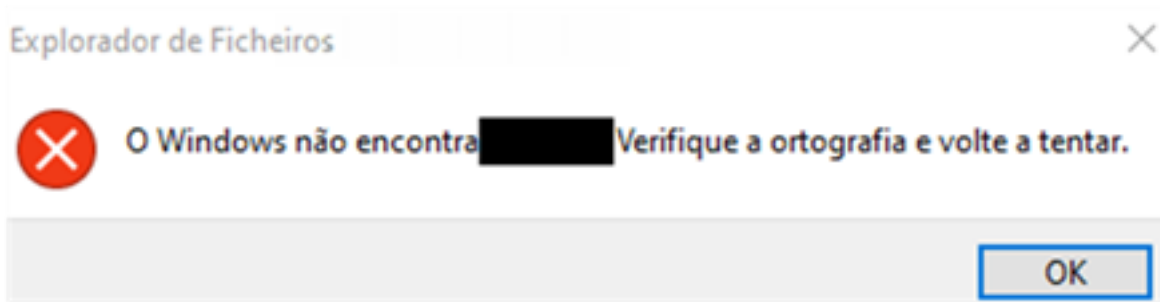 Explorador de Ficheiros
O Windows não encontra Verifique a ortografia e volte a tentar.
OK